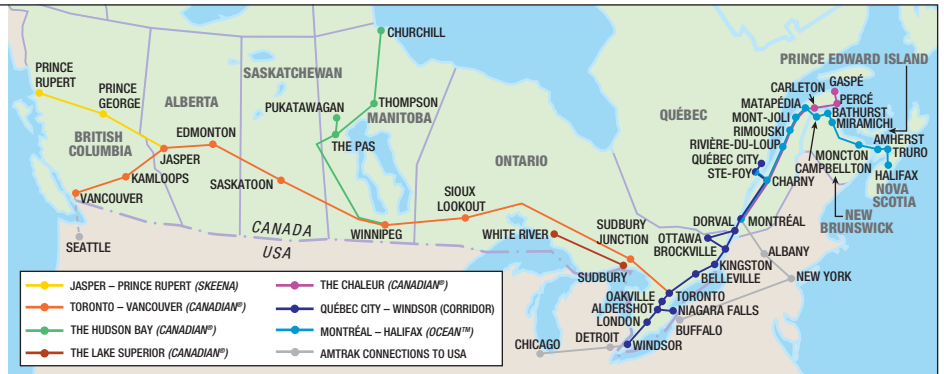 CHURCHILL
PRINCE EDWARD ISLAND
PRINCE
RUPERT
PRINCE
GEORGE
ALBERTA
SASKATCHEWAN
PUKATAWAGAN
THOMPSON
MANITOBA
THE PAS
BRITISH
COLUMBIA
EDMONTON
JASPER
KAMLOOPS
VANCOUVER
SASKATOON
SEATTLE
CANADA
USA
WINNIPEG
ONTARIO
SIOUX
LOOKOUT
WHITE RIVER
SUDBURY
JUNCTION
SUDBURY
QUÉBEC
CARLETON
GASPÉ
PERCÉ
MATAPÉDIA
MONT-JOLI
RIMOUSKI
RIVIÈRE-DU-LOUP
QUÉBEC CITY
STE-FOY
CHARNY
BATHURST
MIRAMICHI
AMHERST
TRURO
MONCTON
CAMPBELLTON
HALIFAX
NOVA
SCOTIA
NEW
BRUNSWICK
DORVAL
MONTRÉAL
OTTAWA
BROCKVILLE
KINGSTON
BELLEVILLE
ALBANY
NEW YORK
OAKVILLE
TORONTO
ALDERSHOT
NIAGARA FALLS
LONDON
BUFFALO
DETROIT
WINDSOR
CHICAGO
JASPER – PRINCE RUPERT (SKEENA)
TORONTO – VANCOUVER (CANADIAN®)
THE HUDSON BAY (CANADIAN®)
THE LAKE SUPERIOR (CANADIAN®)
THE CHALEUR (CANADIAN®)
QUÉBEC CITY – WINDSOR (CORRIDOR)
MONTRÉAL – HALIFAX (OCEAN™)
AMTRAK CONNECTIONS TO USA